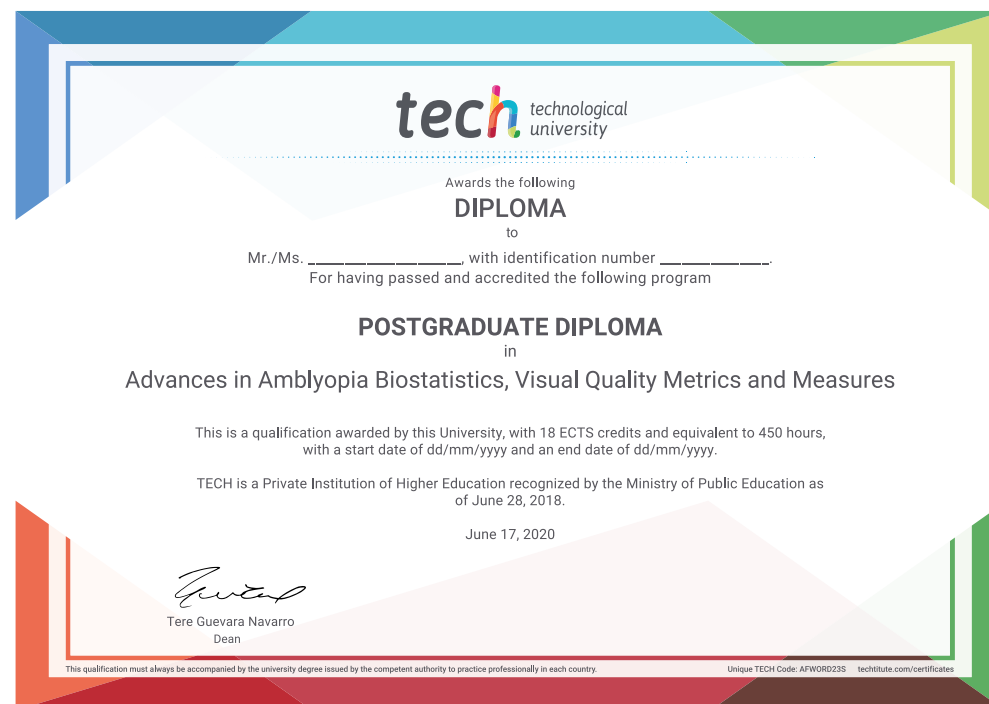 tech technological
university
Awards the following
DIPLOMA
to
Mr./Ms. ____________________, with identification number ______________.
For having passed and accredited the following program
POSTGRADUATE DIPLOMA
in
Advances in Amblyopia Biostatistics, Visual Quality Metrics and Measures
This is a qualification awarded by this University, with 18 ECTS credits and equivalent to 450 hours,
with a start date of dd/mm/yyyy and an end date of dd/mm/yyyy.
TECH is a Private Institution of Higher Education recognized by the Ministry of Public Education as
of June 28, 2018.
June 17, 2020
Tere Guevara Navarro
Dean
This qualification must always be accompanied by the university degree issued by the competent authority to practice professionally in each country.
Unique TECH Code: AFWORD23S techtitute.com/certificates